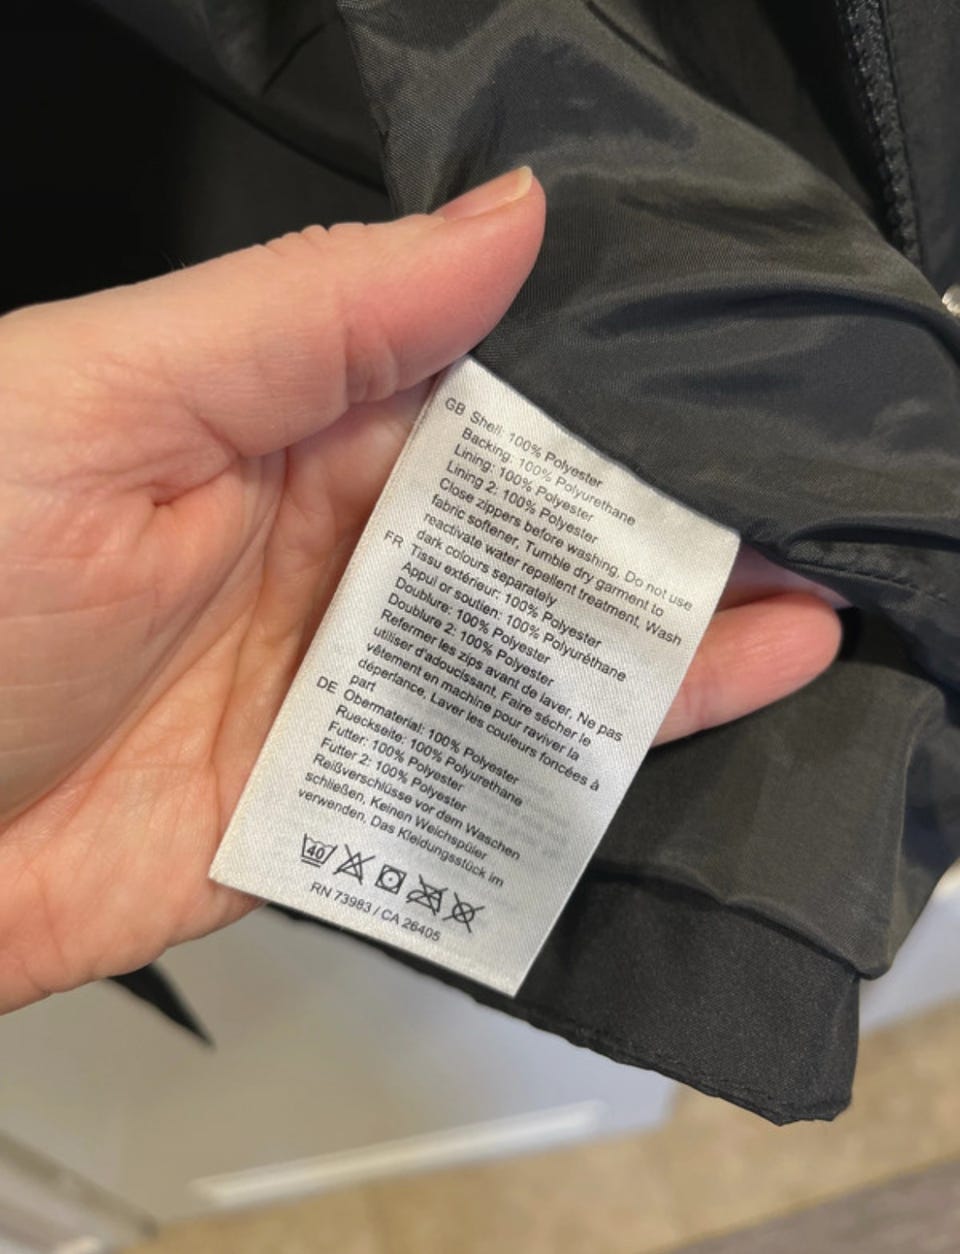 GB Shell: 100% Polyester
Backing: 100% Polyurethane
Lining: 100% Polyester
Lining 2: 100% Polyester
Close zippers before washing, Do not use
fabric softener, Tumble dry garment to
reactivate water repellent treatment, Wash
dark colours separately
FR Tissu extérieur: 100% Polyester
Appui or soutien: 100% Polyuréthane
Doublure: 100% Polyester
Doublure 2: 100% Polyester
Refermer les zips avant de laver, Ne pas
utiliser d'adoucissant, Faire sécher le
vêtement en machine pour raviver la
déperlance, Laver les couleurs foncées à
part
DE Obermaterial: 100% Polyester
Rueckseite: 100% Polyurethane
Futter: 100% Polyester
Futter 2: 100% Polyester
Reißverschlüsse vor dem Waschen
schließen, Keinen Weichspüler
verwenden, Das Kleidungsstück im
40
RN 73983 / CA 26405